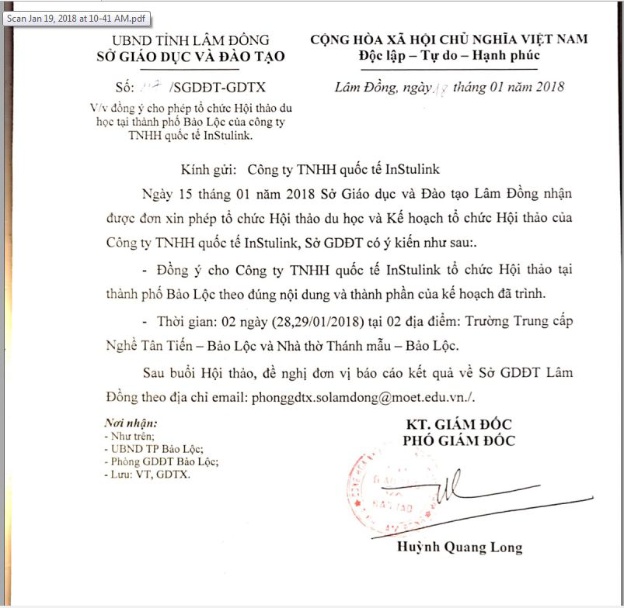 Scan Jan 19, 2018 at 10-41 AM.pdf
UBND TỈNH LÂM ĐỒNG
SỞ GIÁO DỤC VÀ ĐÀO TẠO
CỘNG HÒA XÃ HỘI CHỦ NGHĨA VIỆT NAM
Độc lập – Tự do – Hạnh phúc
Số: /SGDĐT-GDTX
Lâm Đồng, ngày tháng 01 năm 2018
V/v đồng ý cho phép tổ chức Hội thảo du
học tại thành phố Bảo Lộc của công ty
TNHH quốc tế InStulink.
Kính gửi: Công ty TNHH quốc tế InStulink
Ngày 15 tháng 01 năm 2018 Sở Giáo dục và Đào tạo Lâm Đồng nhận
được đơn xin phép tổ chức Hội thảo du học và Kế hoạch tổ chức Hội thảo của
Công ty TNHH quốc tế InStulink, Sở GDĐT có ý kiến như sau:.
- Đồng ý cho Công ty TNHH quốc tế InStulink tổ chức Hội thảo tại
thành phố Bảo Lộc theo đúng nội dung và thành phần của kế hoạch đã trình.
- Thời gian: 02 ngày (28,29/01/2018) tại 02 địa điểm: Trường Trung cấp
Nghề Tân Tiến – Bảo Lộc và Nhà thờ Thánh mẫu – Bảo Lộc.
Sau buổi Hội thảo, đề nghị đơn vị báo cáo kết quả về Sở GDĐT Lâm
Đồng theo địa chỉ email: phonggdtx.solamdong@moet.edu.vn./.
Nơi nhận:
- Như trên;
- UBND TP Bảo Lộc;
- Phòng GDĐT Bảo Lộc;
- Lưu: VT, GDTX.
KT. GIÁM ĐỐC
PHÓ GIÁM ĐỐC
Huỳnh Quang Long